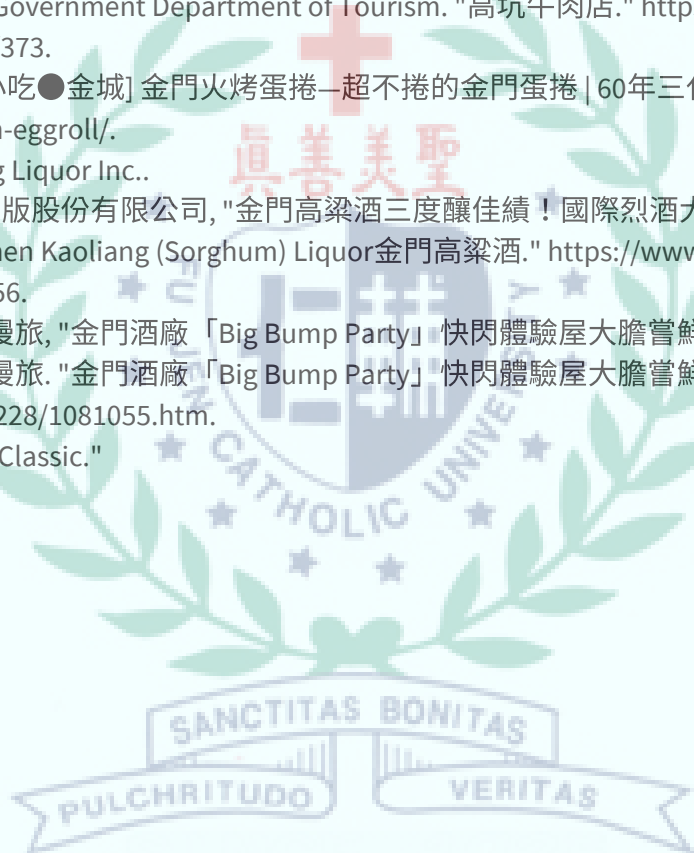 Government Department of Tourism. "高坑牛肉店." http
373.
小吃●金城] 金門火烤蛋捲—超不捲的金門蛋捲 | 60年三代
-eggroll/.
g Liquor Inc..
版股份有限公司, "金門高粱酒三度釀佳績！國際烈酒大
men Kaoliang (Sorghum) Liquor金門高粱酒." https://www
56.
慢旅, "金門酒廠「Big Bump Party」快閃體驗屋大膽嘗鮮
慢旅. "金門酒廠「Big Bump Party」快閃體驗屋大膽嘗鮮
228/1081055.htm.
Classic."
眞善美聖
FU JEN CATHOLIC UNIVERSITY
SANCTITAS BONITAS
PULCHRITUDO VERITAS